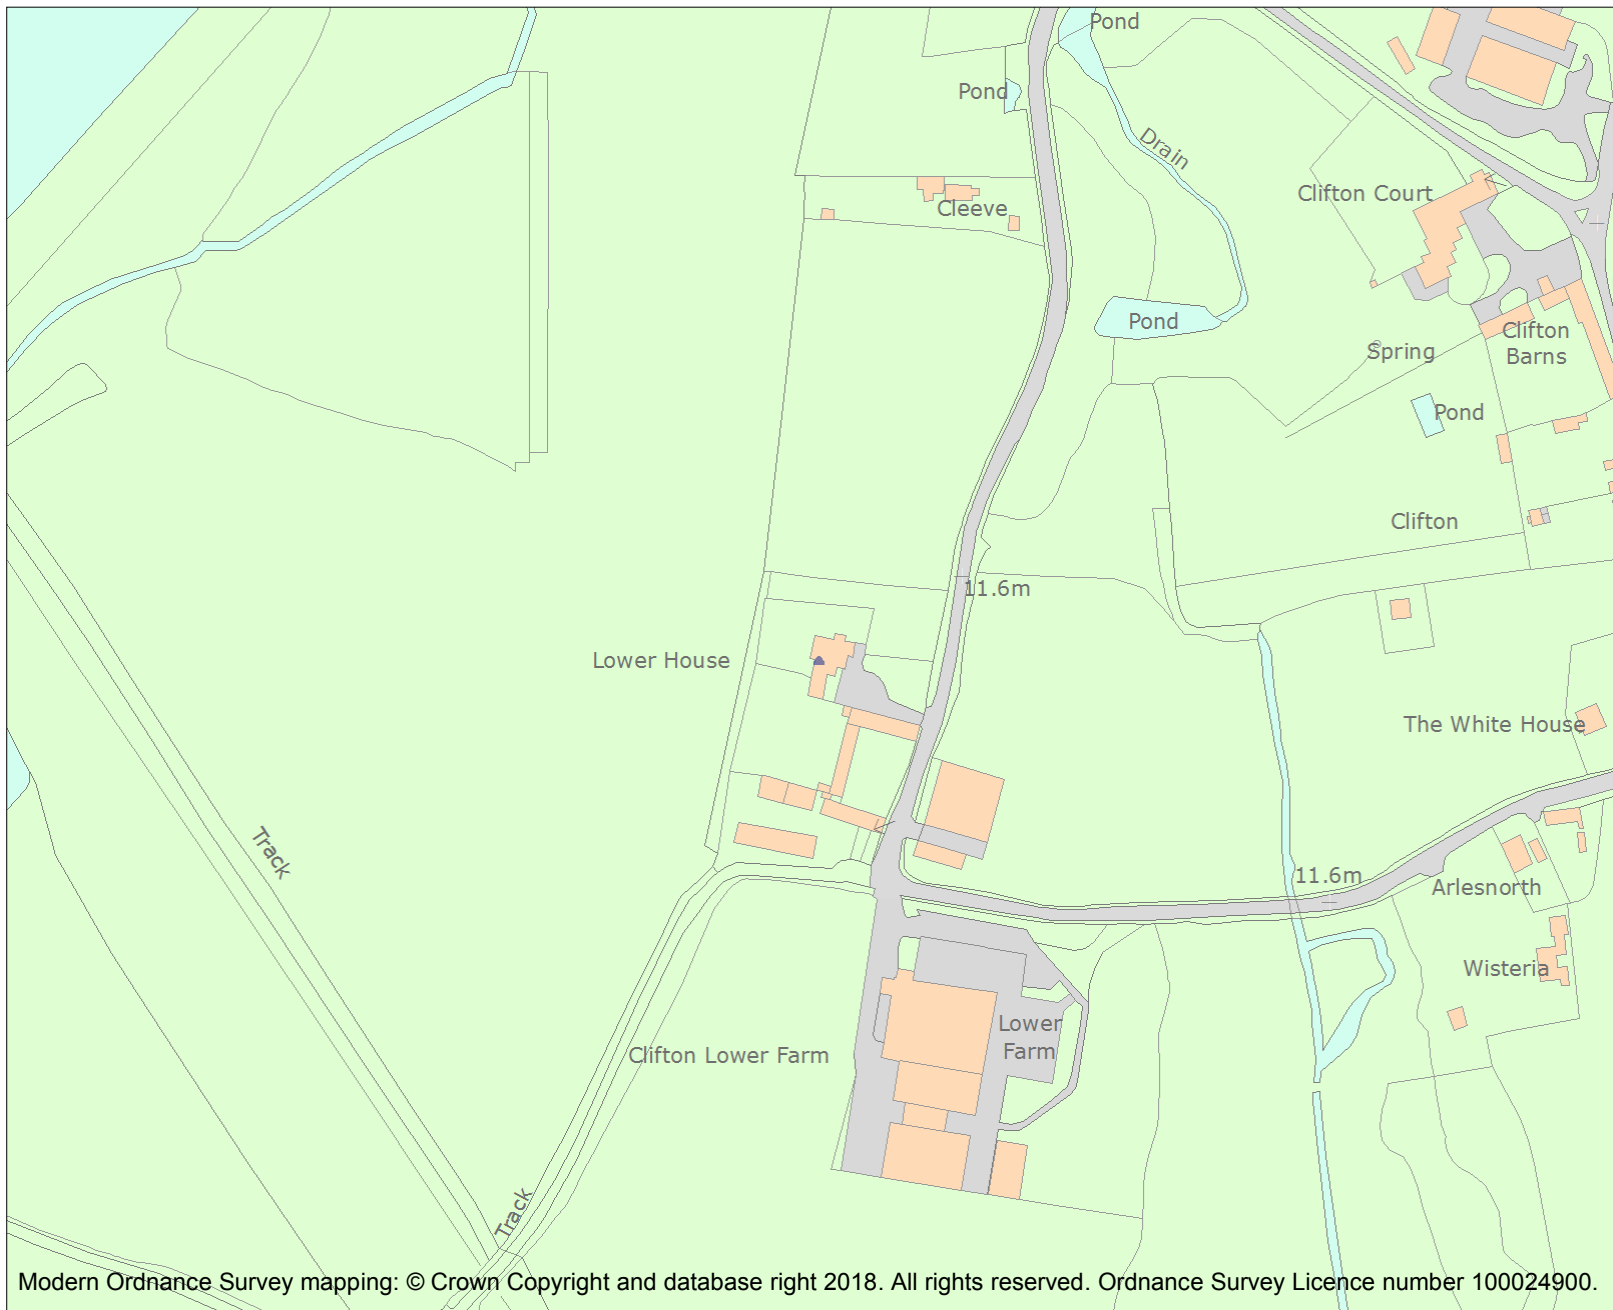 Pond
Pond
Drain
Clifton Court
Cleeve
Pond
Clifton
Barns
Spring
Pond
Clifton
11.6m
Lower House
The White House
Track
11.6m
Arlesnorth
Wisteria
Lower
Farm
Clifton Lower Farm
Track
Modern Ordnance Survey mapping: © Crown Copyright and database right 2018. All rights reserved. Ordnance Survey Licence number 100024900.